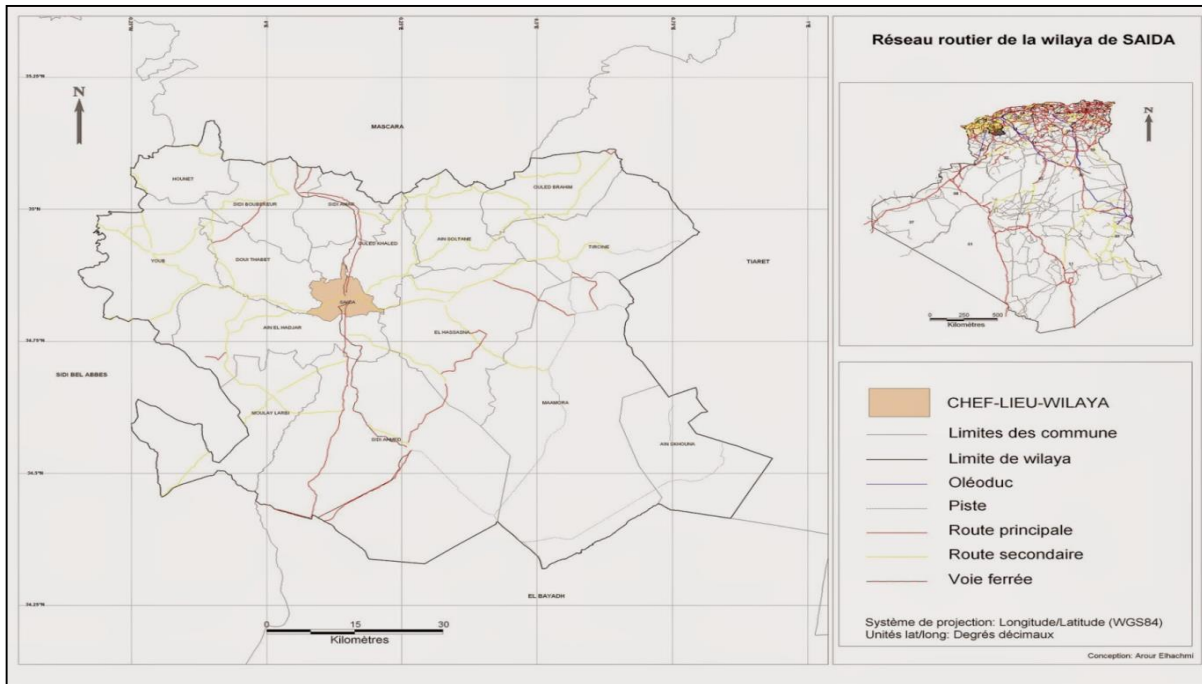 Réseau routier de la wilaya de SAIDA
N
N
MASCARA
HOUNET
OULED BRAHIM
SIDI BOUBEKEUR
SIDI AMAR
OULED KHALED
AIN SOLTANE
TIRCINE
YOUB
DOUI THABET
TIARET
SAIDA
AIN EL HADJAR
EL HASSASNA
SIDI BEL ABBES
MOULAY LARBI
MAAMORA
SIDI AHMED
AIN SKHOUNA
EL BAYADH
0 15 30
Kilomètres
0 250 500
Kilomètres
CHEF-LIEU-WILAYA
Limites des commune
Limite de wilaya
Oléoduc
Piste
Route principale
Route secondaire
Voie ferrée
Système de projection: Longitude/Latitude (WGS84)
Unités lat/long: Degrés décimaux
Conception: Arour Elhachmi